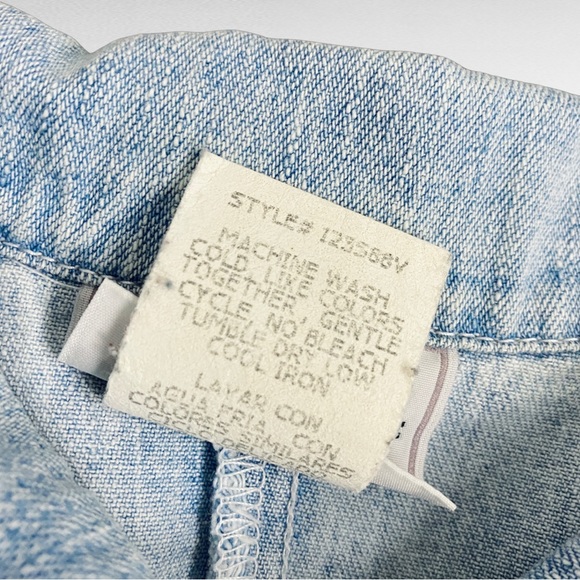 STYLE# I23568V
MACHINE WASH
COLD, LIKE COLORS
TOGETHER, GENTLE
CYCLE, NO BLEACH
TUMBLE DRY LOW
COOL IRON
LAVAR CON
AGUA FRIA, CON
COLORES